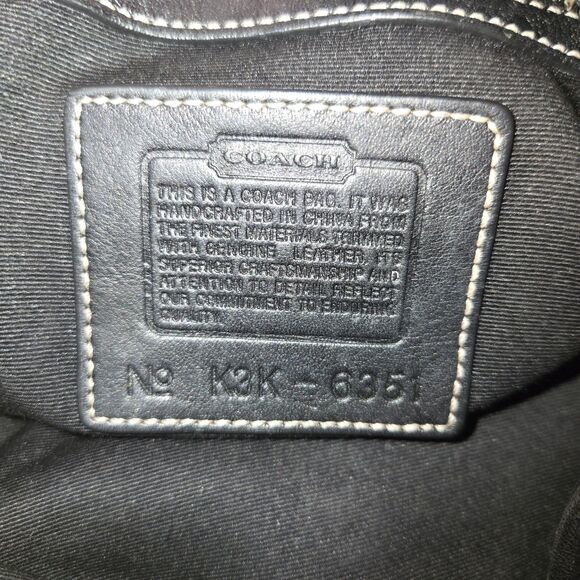 COACH
THIS IS A COACH BAG. IT WAS
HANDCRAFTED IN CHINA FROM
THE FINEST MATERIALS TRIMMED
WITH GENUINE LEATHER. ITS
SUPERIOR CRAFTSMANSHIP AND
ATTENTION TO DETAIL REFLECT
OUR COMMITMENT TO ENDURING
QUALITY.
No K3K-6351